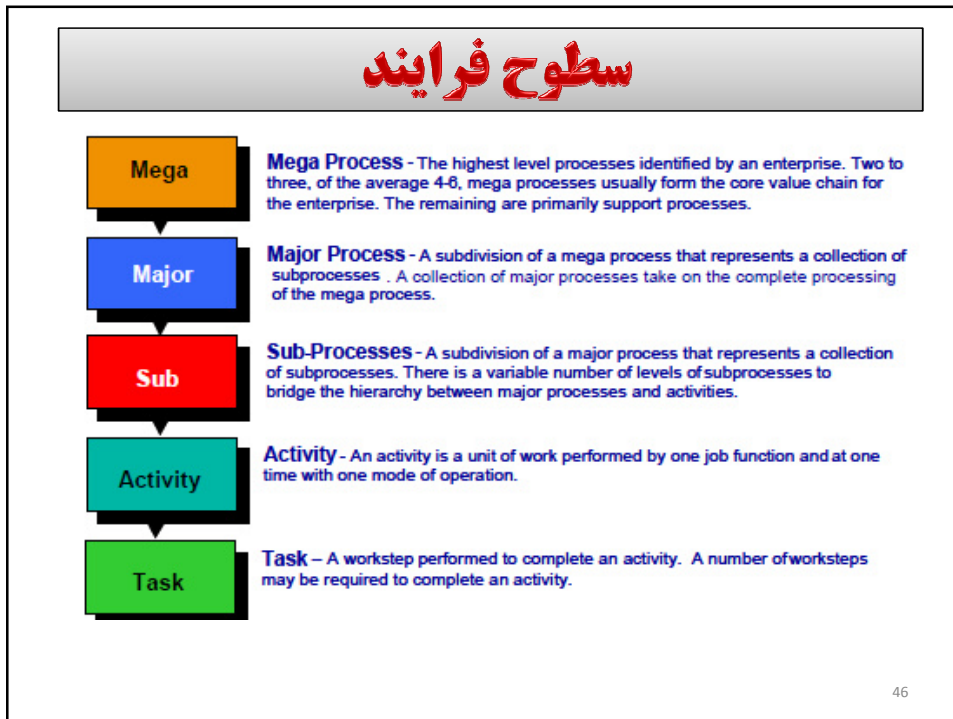 سطوح فرایند
Mega
Mega Process - The highest level processes identified by an enterprise. Two to
three, of the average 4-6, mega processes usually form the core value chain for
the enterprise. The remaining are primarily support processes.
Major
Major Process - A subdivision of a mega process that represents a collection of
subprocesses . A collection of major processes take on the complete processing
of the mega process.
Sub
Sub-Processes - A subdivision of a major process that represents a collection
of subprocesses. There is a variable number of levels of subprocesses to
bridge the hierarchy between major processes and activities.
Activity
Activity - An activity is a unit of work performed by one job function and at one
time with one mode of operation.
Task
Task – A workstep performed to complete an activity. A number of worksteps
may be required to complete an activity.
46